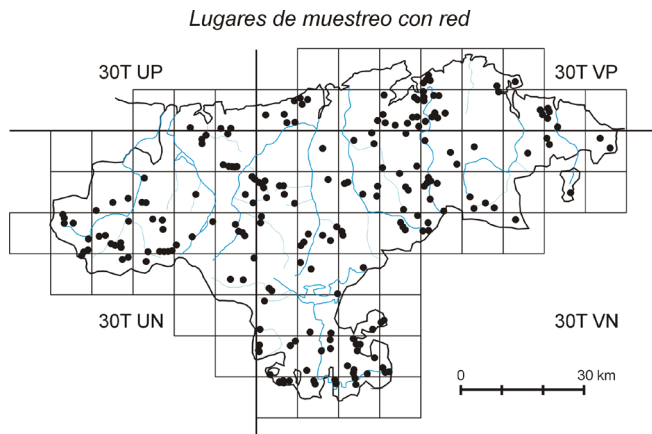 Lugares de muestreo con red
30T UP
30T VP
30T UN
30T VN
0
30 km